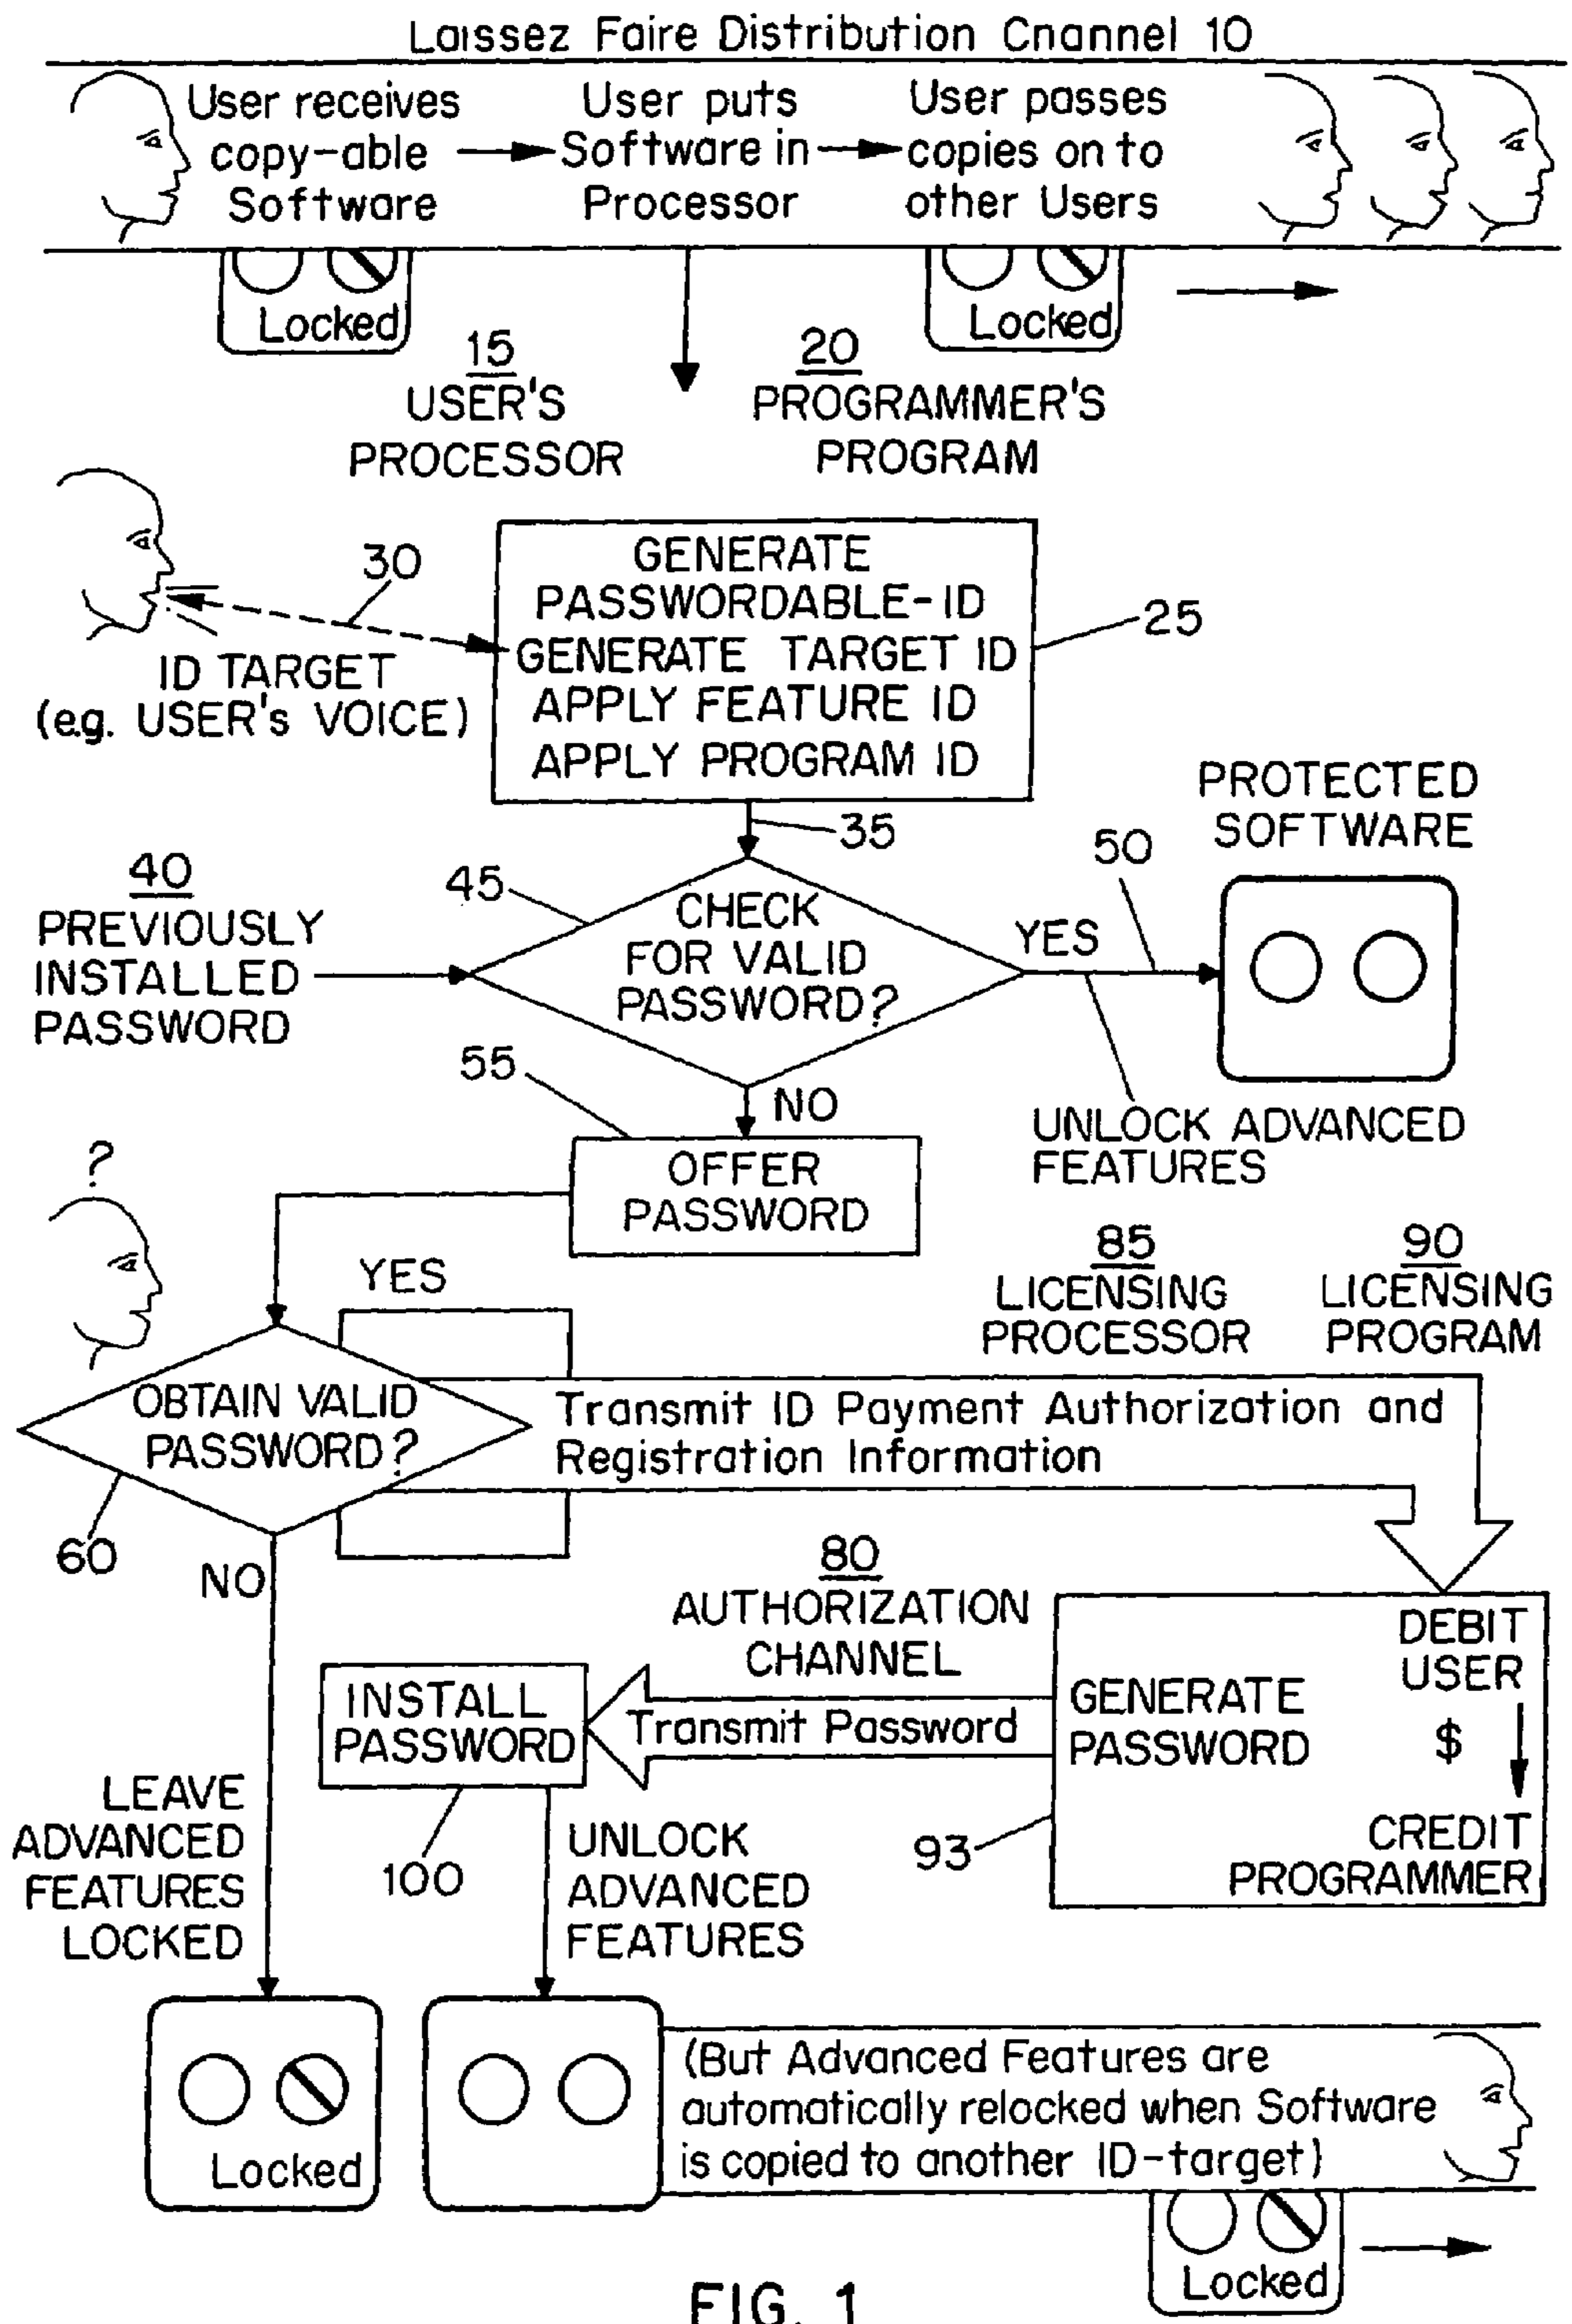 Laissez Faire Distribution Cnannel 10
User receives
copy-able
Software
User puts
Software in
Processor
User passes
copies on to
other Users
Locked
Locked
15
USER'S
PROCESSOR
20
PROGRAMMER'S
PROGRAM
30
ID TARGET
(e.g. USER's VOICE)
GENERATE
PASSWORDABLE-ID
GENERATE TARGET ID
APPLY FEATURE ID
APPLY PROGRAM ID
25
35
40
PREVIOUSLY
INSTALLED
PASSWORD
45
CHECK
FOR VALID
PASSWORD?
YES
50
PROTECTED
SOFTWARE
UNLOCK ADVANCED
FEATURES
NO
55
OFFER
PASSWORD
?
YES
OBTAIN VALID
PASSWORD?
60
NO
85
LICENSING
PROCESSOR
90
LICENSING
PROGRAM
Transmit ID Payment Authorization and
Registration Information
80
AUTHORIZATION
CHANNEL
DEBIT
USER
$
CREDIT
PROGRAMMER
GENERATE
PASSWORD
93
Transmit Password
INSTALL
PASSWORD
100
LEAVE
ADVANCED
FEATURES
LOCKED
UNLOCK
ADVANCED
FEATURES
Locked
(But Advanced Features are
automatically relocked when Software
is copied to another ID-target)
Locked
FIG. 1